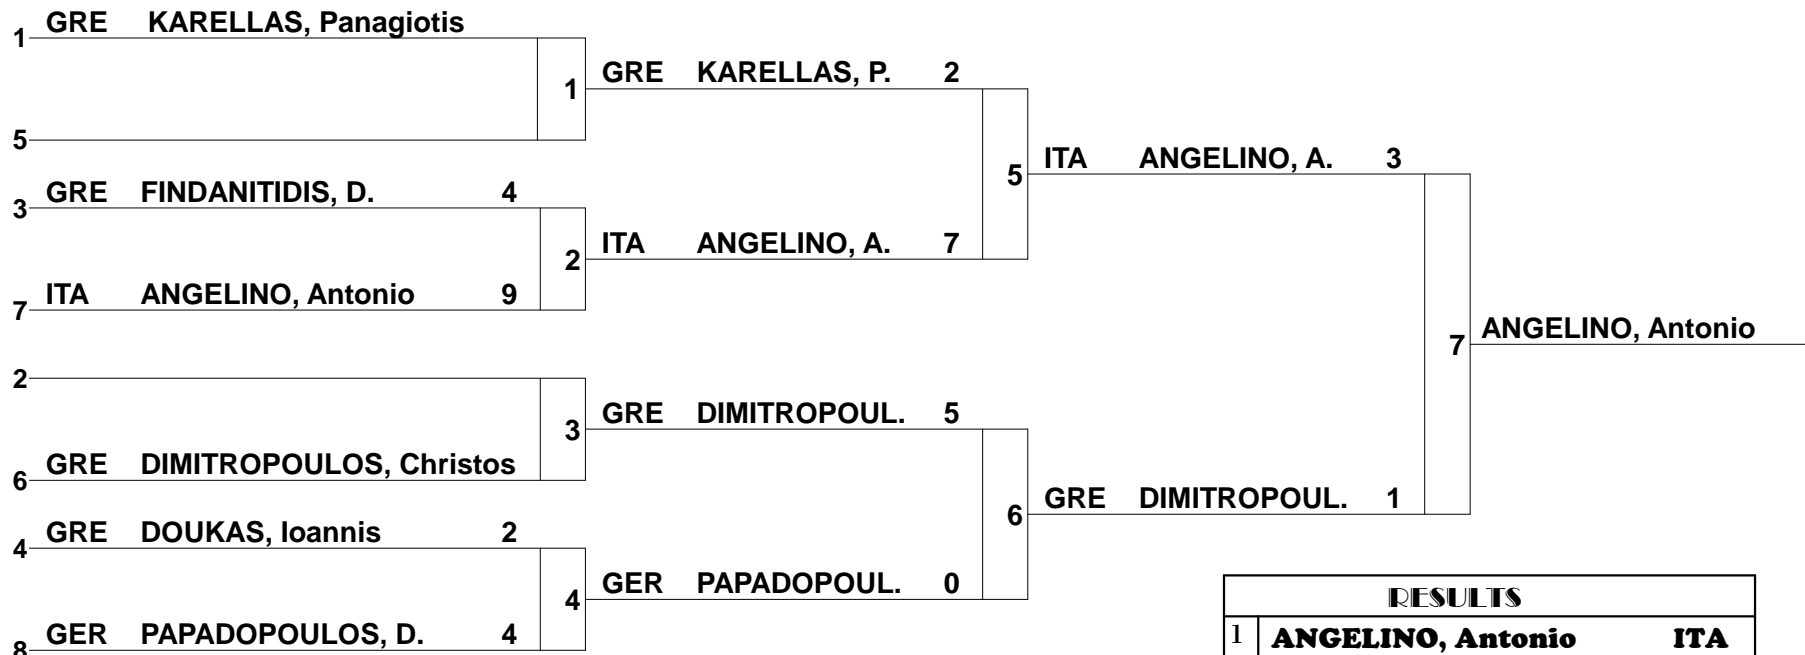 GRE KARELLAS, Panagiotis
1
GRE KARELLAS, P. 2
1
5
ITA ANGELINO, A. 3
5
GRE FINDANITIDIS, D. 4
3
ITA ANGELINO, A. 7
2
ITA ANGELINO, Antonio 9
7
ANGELINO, Antonio
7
2
GRE DIMITROPOUL. 5
3
GRE DIMITROPOULOS, Christos
6
GRE DIMITROPOUL. 1
6
GRE DOUKAS, Ioannis 2
4
GER PAPADOPOUL. 0
4
GER PAPADOPOULOS, D. 4
8
RESULTS
1 ANGELINO, Antonio ITA